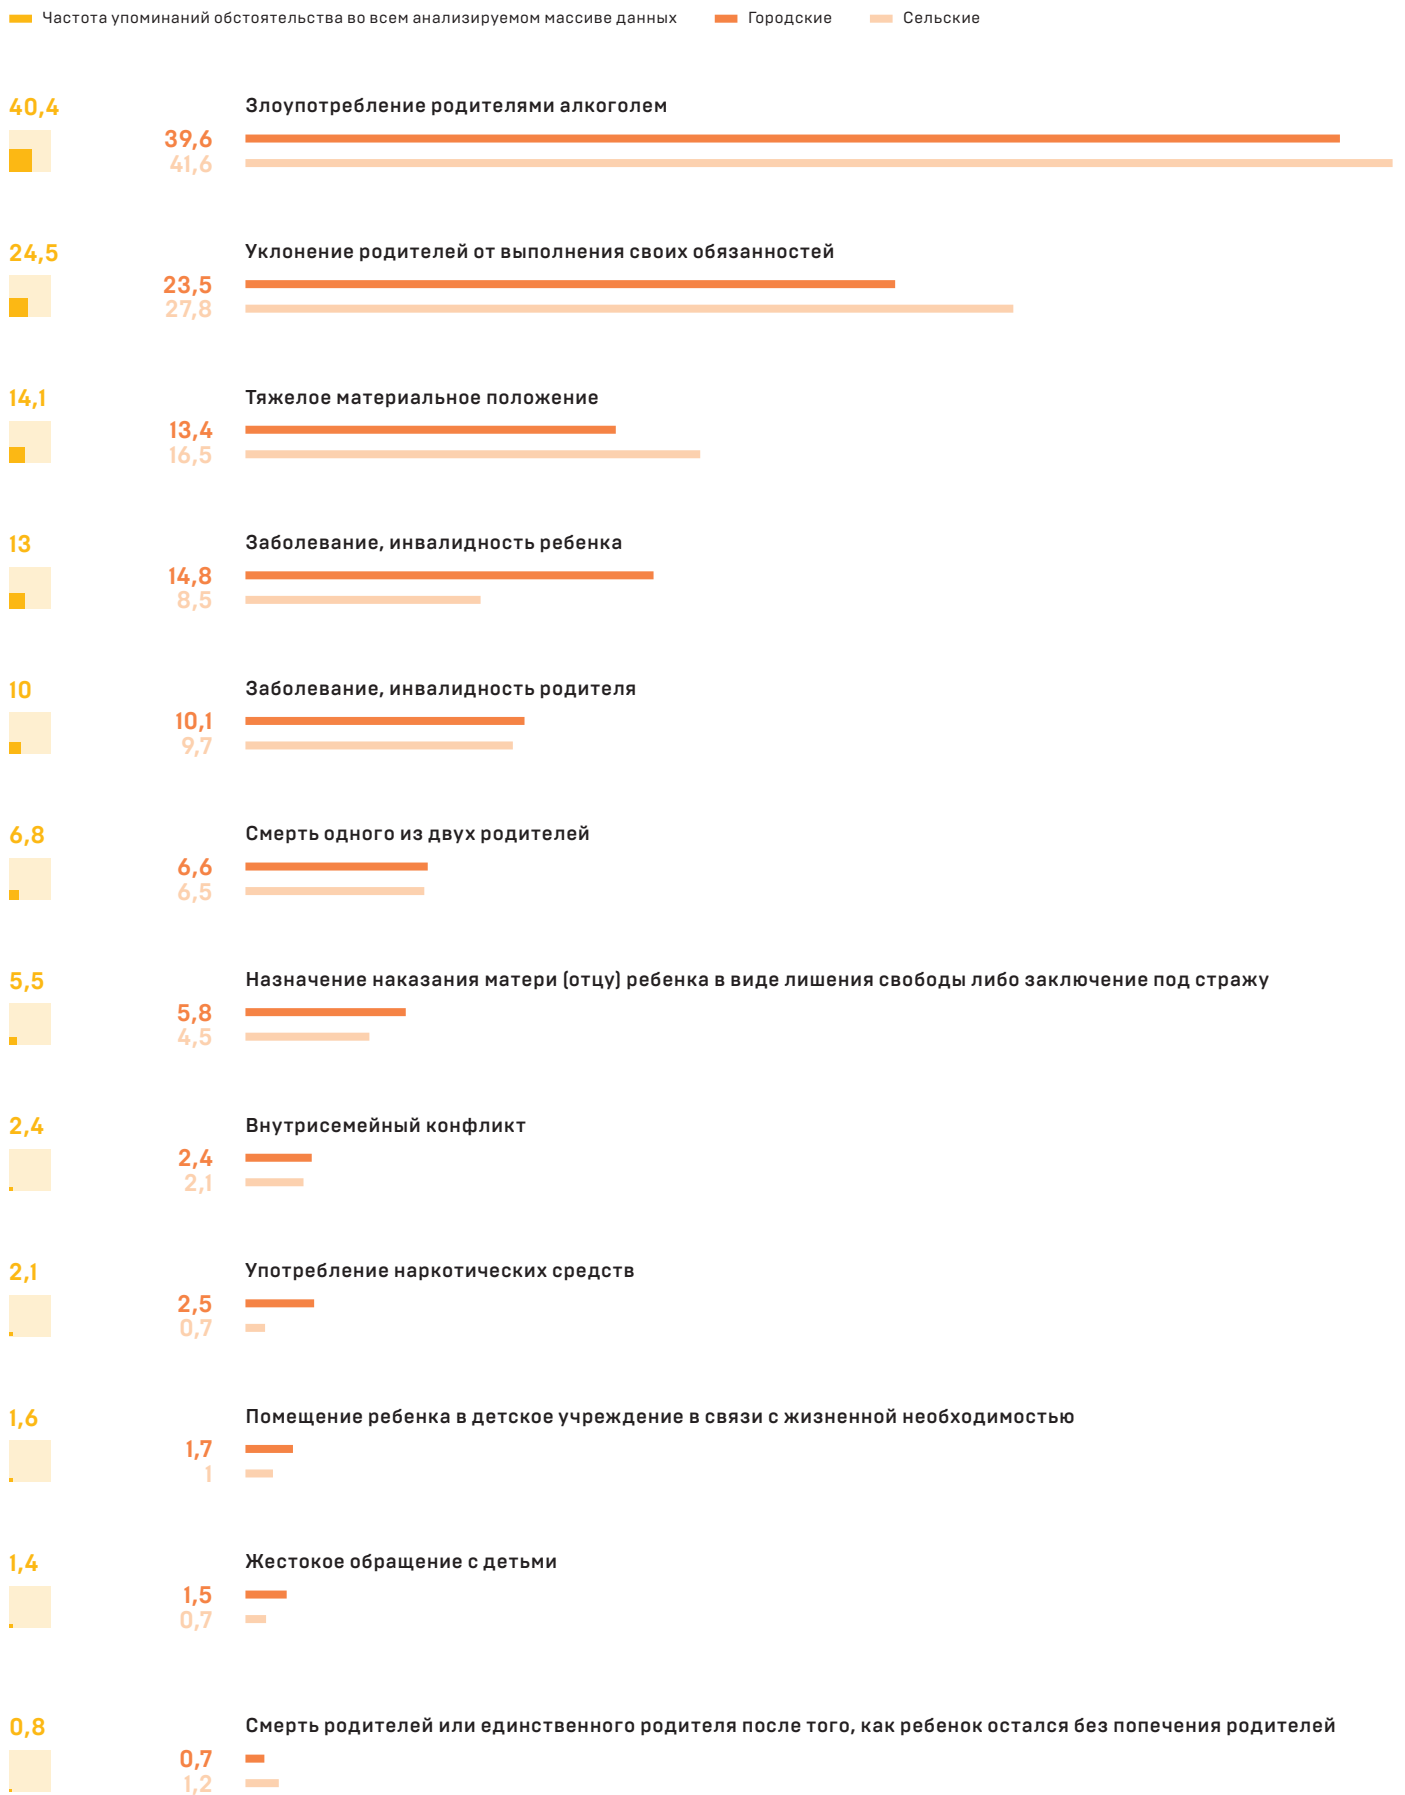 Частота упоминаний обстоятельства во всем анализируемом массиве данных Городские Сельские
40,4 Злоупотребление родителями алкоголем
39,6
41,6
24,5 Уклонение родителей от выполнения своих обязанностей
23,5
27,8
14,1 Тяжелое материальное положение
13,4
16,5
13 Заболевание, инвалидность ребенка
14,8
8,5
10 Заболевание, инвалидность родителя
10,1
9,7
6,8 Смерть одного из двух родителей
6,6
6,5
5,5 Назначение наказания матери (отцу) ребенка в виде лишения свободы либо заключение под стражу
5,8
4,5
2,4 Внутрисемейный конфликт
2,4
2,1
2,1 Употребление наркотических средств
2,5
0,7
1,6 Помещение ребенка в детское учреждение в связи с жизненной необходимостью
1,7
1
1,4 Жестокое обращение с детьми
1,5
0,7
0,8 Смерть родителей или единственного родителя после того, как ребенок остался без попечения родителей
0,7
1,2